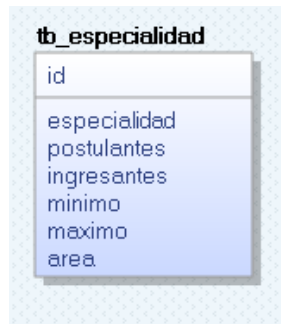 tb_especialidad
id
especialidad
postulantes
ingresantes
minimo
maximo
area